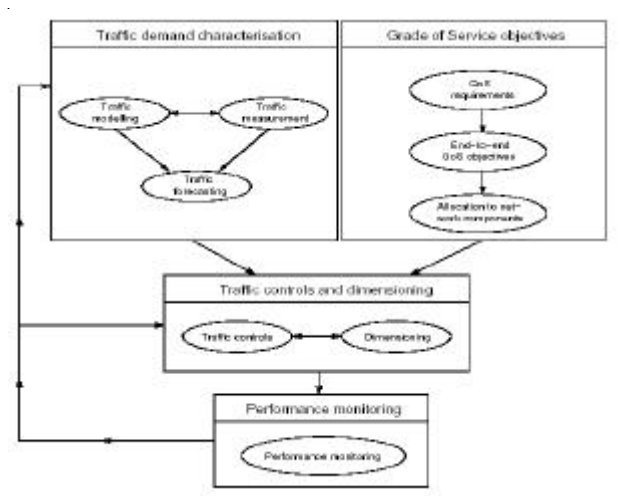 Traffic demand characterisation
Grade of Service objectives
Traffic
modelling
Traffic
measurement
Traffic
forecasting
QoS
requirements
End-to-end
GoS objectives
Allocation to net-
work components
Traffic controls and dimensioning
Traffic controls
Dimensioning
Performance monitoring
Performance monitoring